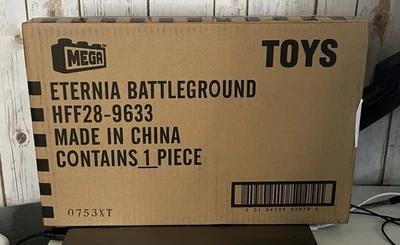 MEGA
TOYS
ETERNIA BATTLEGROUND
HFF28-9633
MADE IN CHINA
CONTAINS 1 PIECE
0753XT